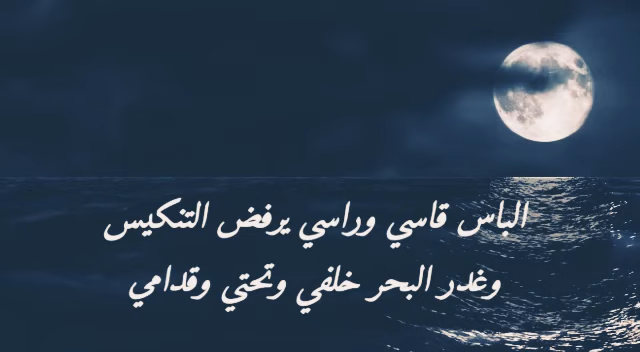 الباس قاسي وراسي يرفض التنكيس
وغدر البحر خلفي وتحتي وقدامي